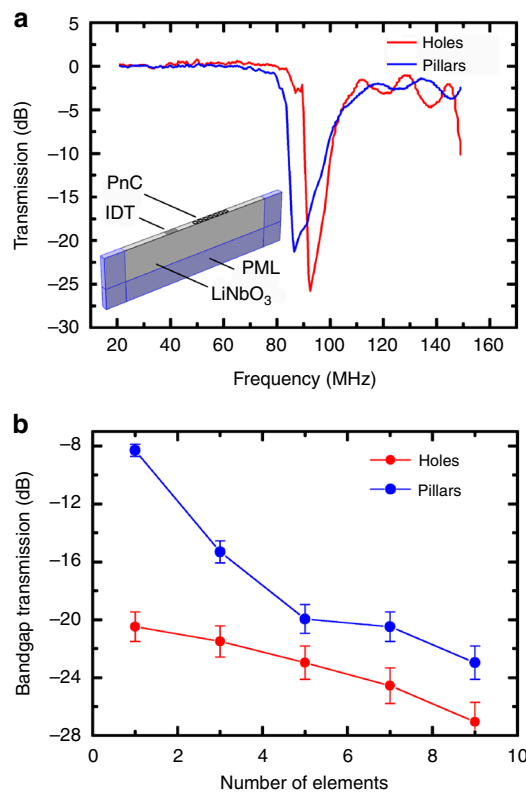 a
5
0
−5
−10
−15
−20
−25
−30
Transmission (dB)
Holes
Pillars
PnC
IDT
PML
LiNbO3
20 40 60 80 100 120 140 160
Frequency (MHz)
b
−8
−12
−16
−20
−24
−28
Bandgap transmission (dB)
Holes
Pillars
0 2 4 6 8 10
Number of elements